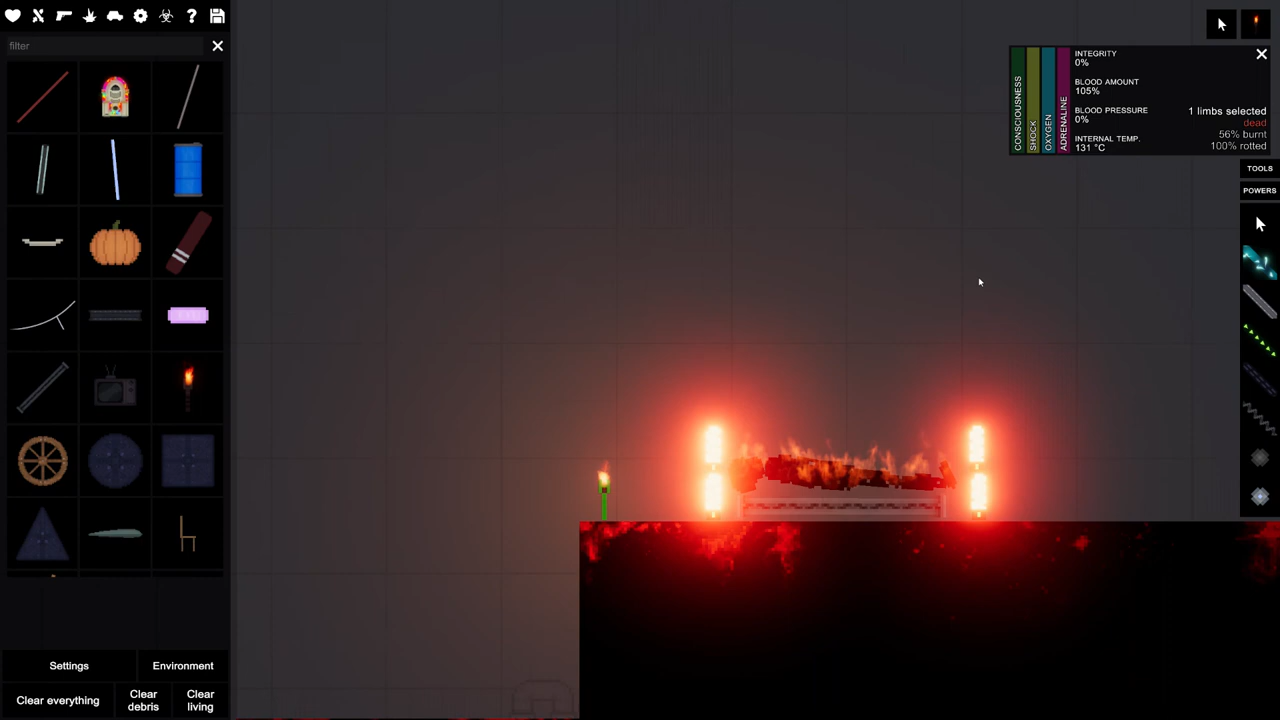 filter
INTEGRITY
0%
BLOOD AMOUNT
105%
BLOOD PRESSURE
0%
INTERNAL TEMP.
131 °C
CONSCIOUSNESS
SHOCK
OXYGEN
ADRENALINE
1 limbs selected
dead
56% burnt
100% rotted
TOOLS
POWERS
Settings
Environment
Clear everything
Clear debris
Clear living